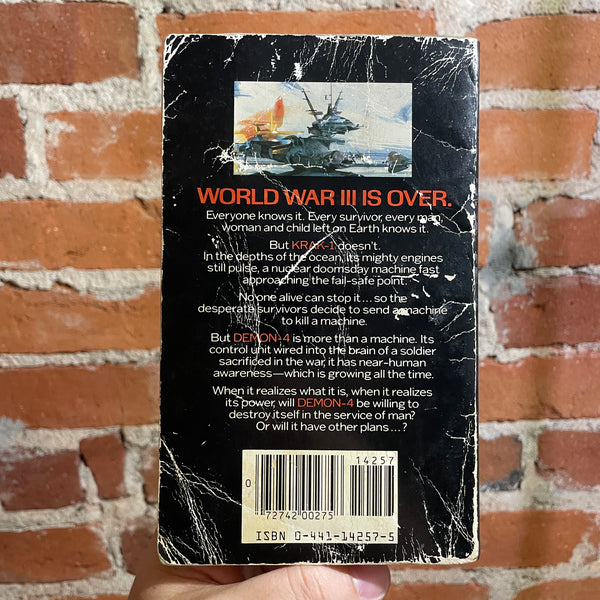 WORLD WAR III IS OVER.
Everyone knows it. Every survivor, every man,
woman and child left on Earth knows it.
But KRAK-1 doesn't.
In the depths of the ocean, its mighty engines
still pulse, a nuclear doomsday machine fast
approaching the fail-safe point.
No one alive can stop it...so the
desperate survivors decide to send a machine
to kill a machine.
But DEMON-4 is more than a machine. Its
control unit wired into the brain of a soldier
sacrificed in the war, it has near-human
awareness—which is growing all the time.
When it realizes what it is, when it realizes
its power, will DEMON-4 be willing to
destroy itself in the service of man?
Or will it have other plans...?
14257
0
72742 00275
ISBN 0-441-14257-5